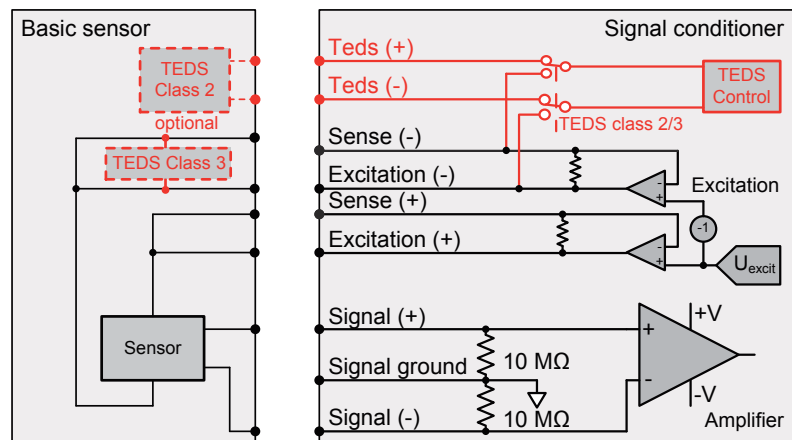 Basic sensor
TEDS
Class 2
optional
TEDS Class 3
Sensor
Signal conditioner
Teds (+)
Teds (-)
TEDS
Control
TEDS class 2/3
Sense (-)
Excitation (-)
Excitation
Sense (+)
Excitation (+)
-
+
-1
-
+
Uexcit
Signal (+)
+V
+
10 MΩ
Signal ground
-
10 MΩ
-V
Signal (-)
Amplifier